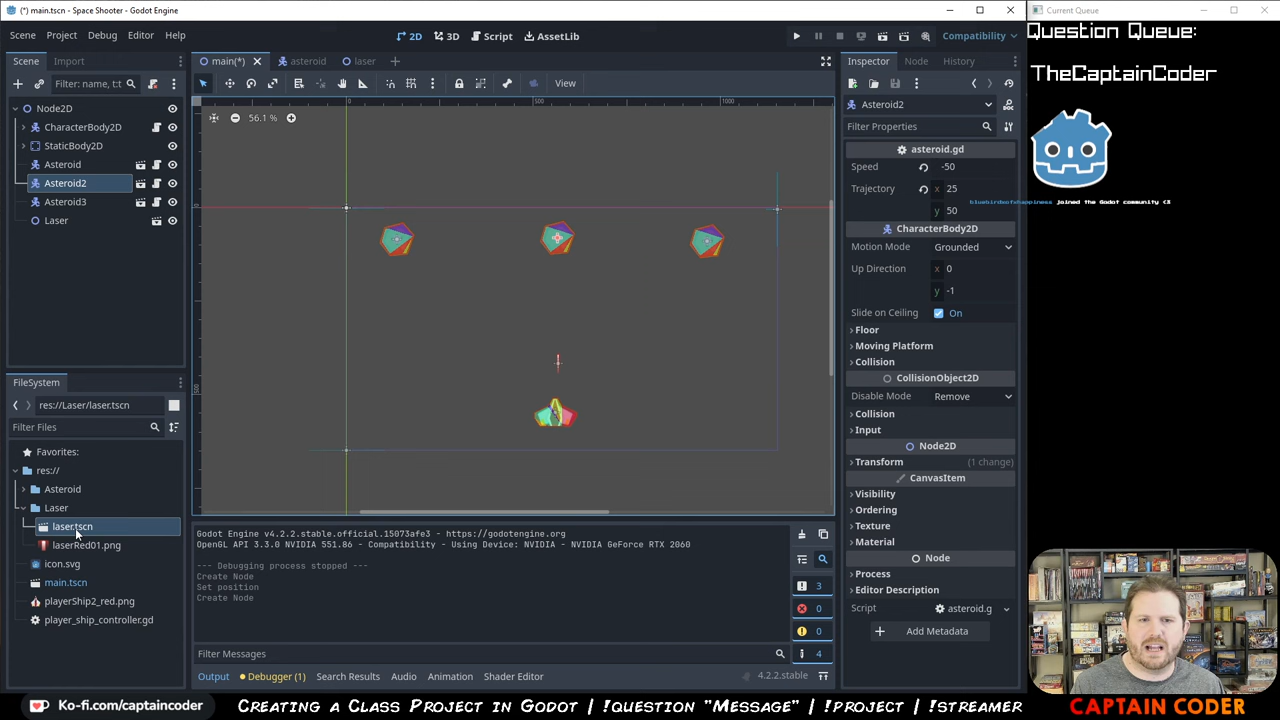 (*) main.tscn - Space Shooter - Godot Engine
Current Queue
Scene Project Debug Editor Help
2D 3D Script AssetLib
Compatibility
Question Queue:
TheCaptainCoder
bluebirdsofxhappiness joined the Godot community <3
Scene Import
Filter: name, t:t
Node2D
CharacterBody2D
StaticBody2D
Asteroid
Asteroid2
Asteroid3
Laser
main(*) asteroid laser
View
56.1 %
0 500 1000
0
500
Inspector Node History
Asteroid2
Filter Properties
asteroid.gd
Speed -50
Trajectory x 25
y 50
CharacterBody2D
Motion Mode Grounded
Up Direction x 0
y -1
Slide on Ceiling On
Floor
Moving Platform
Collision
CollisionObject2D
Disable Mode Remove
Collision
Input
Node2D
Transform (1 change)
CanvasItem
Visibility
Ordering
Texture
Material
Node
Process
Editor Description
Script asteroid.g
Add Metadata
FileSystem
res://Laser/laser.tscn
Filter Files
Favorites:
res://
Asteroid
Laser
laser.tscn
laserRed01.png
icon.svg
main.tscn
playerShip2_red.png
player_ship_controller.gd
Godot Engine v4.2.2.stable.official.15073afe3 - https://godotengine.org
OpenGL API 3.3.0 NVIDIA 551.86 - Compatibility - Using Device: NVIDIA - NVIDIA GeForce RTX 2060
--- Debugging process stopped ---
Create Node
Set position
Create Node
3
0
1
4
Filter Messages
Output Debugger (1) Search Results Audio Animation Shader Editor
4.2.2.stable
Ko-fi.com/captaincoder
Creating a Class Project in Godot | !question "Message" | !project | !streamer
CAPTAIN CODER